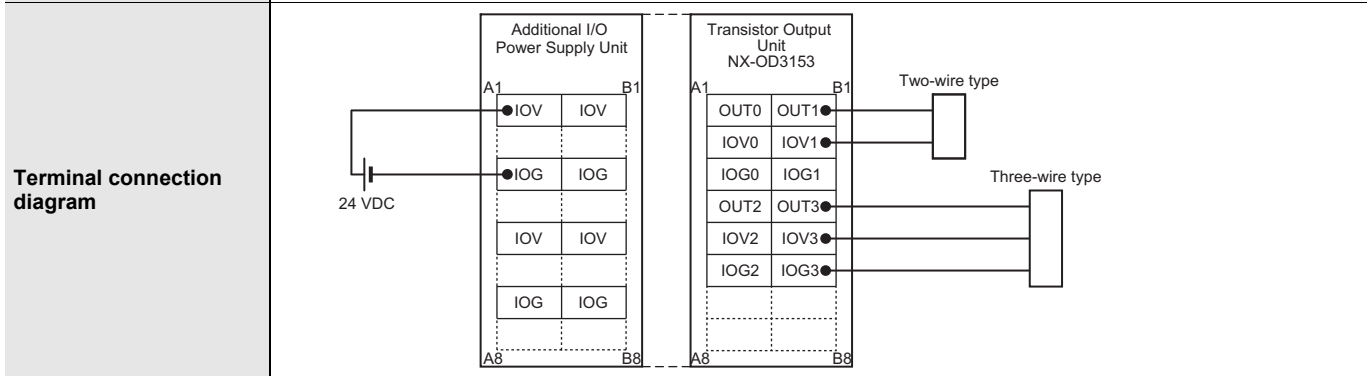 Terminal connection
diagram
24 VDC
Additional I/O
Power Supply Unit
A1 B1
IOV IOV
IOG IOG
IOV IOV
IOG IOG
A8 B8
Transistor Output
Unit
NX-OD3153
A1 B1
OUT0 OUT1
IOV0 IOV1
IOG0 IOG1
OUT2 OUT3
IOV2 IOV3
IOG2 IOG3
A8 B8
Two-wire type
Three-wire type